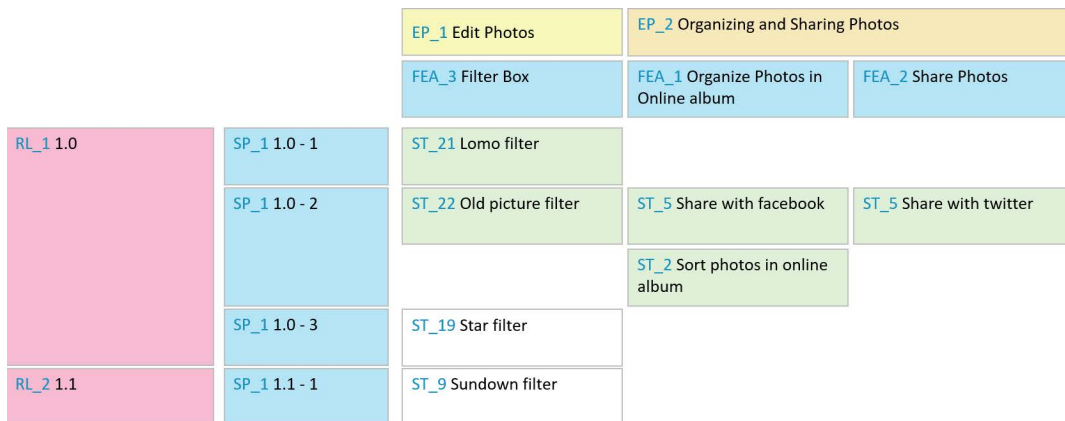 EP_1 Edit Photos
EP_2 Organizing and Sharing Photos
FEA_3 Filter Box
FEA_1 Organize Photos in
Online album
FEA_2 Share Photos
RL_1 1.0
SP_1 1.0 - 1
ST_21 Lomo filter
SP_1 1.0 - 2
ST_22 Old picture filter
ST_5 Share with facebook
ST_5 Share with twitter
ST_2 Sort photos in online
album
SP_1 1.0 - 3
ST_19 Star filter
RL_2 1.1
SP_1 1.1 - 1
ST_9 Sundown filter